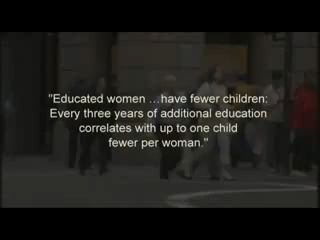 "Educated women ...have fewer children:
Every three years of additional education
correlates with up to one child
fewer per woman."